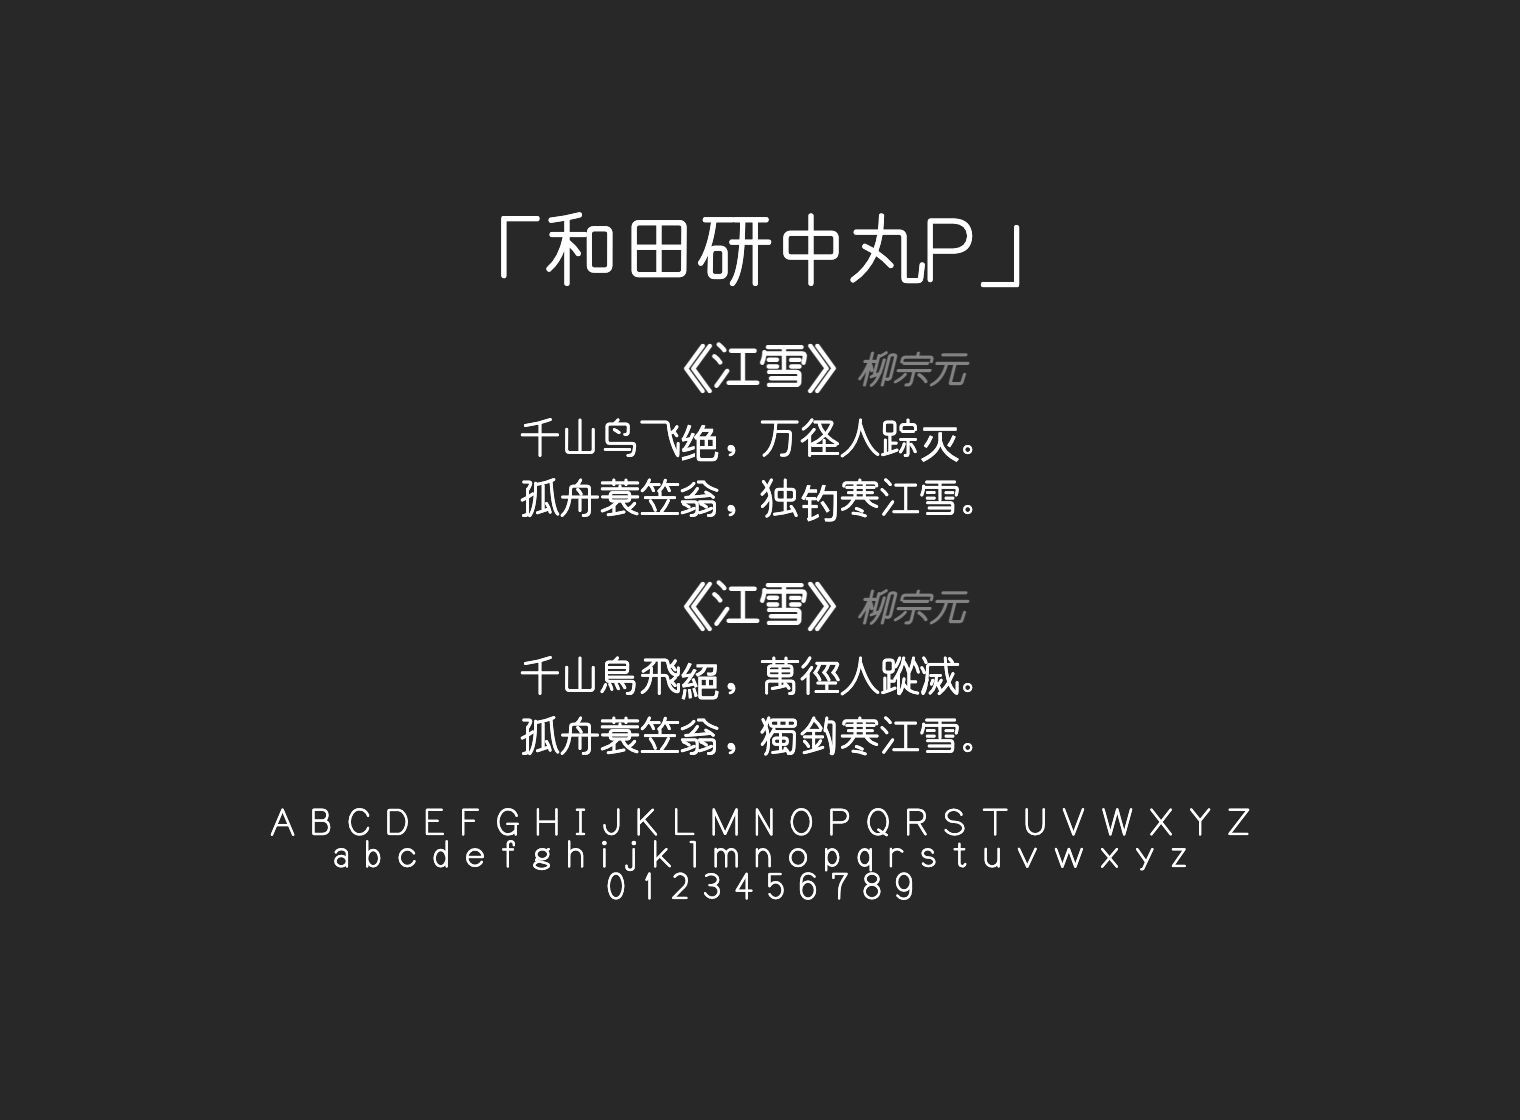 「和田研中丸P」
《江雪》 柳宗元
千山鸟飞绝，万径人踪灭。
孤舟蓑笠翁，独钓寒江雪。
《江雪》 柳宗元
千山鳥飛絕，萬徑人蹤滅。
孤舟蓑笠翁，獨釣寒江雪。
A B C D E F G H I J K L M N O P Q R S T U V W X Y Z
a b c d e f g h i j k l m n o p q r s t u v w x y z
0 1 2 3 4 5 6 7 8 9